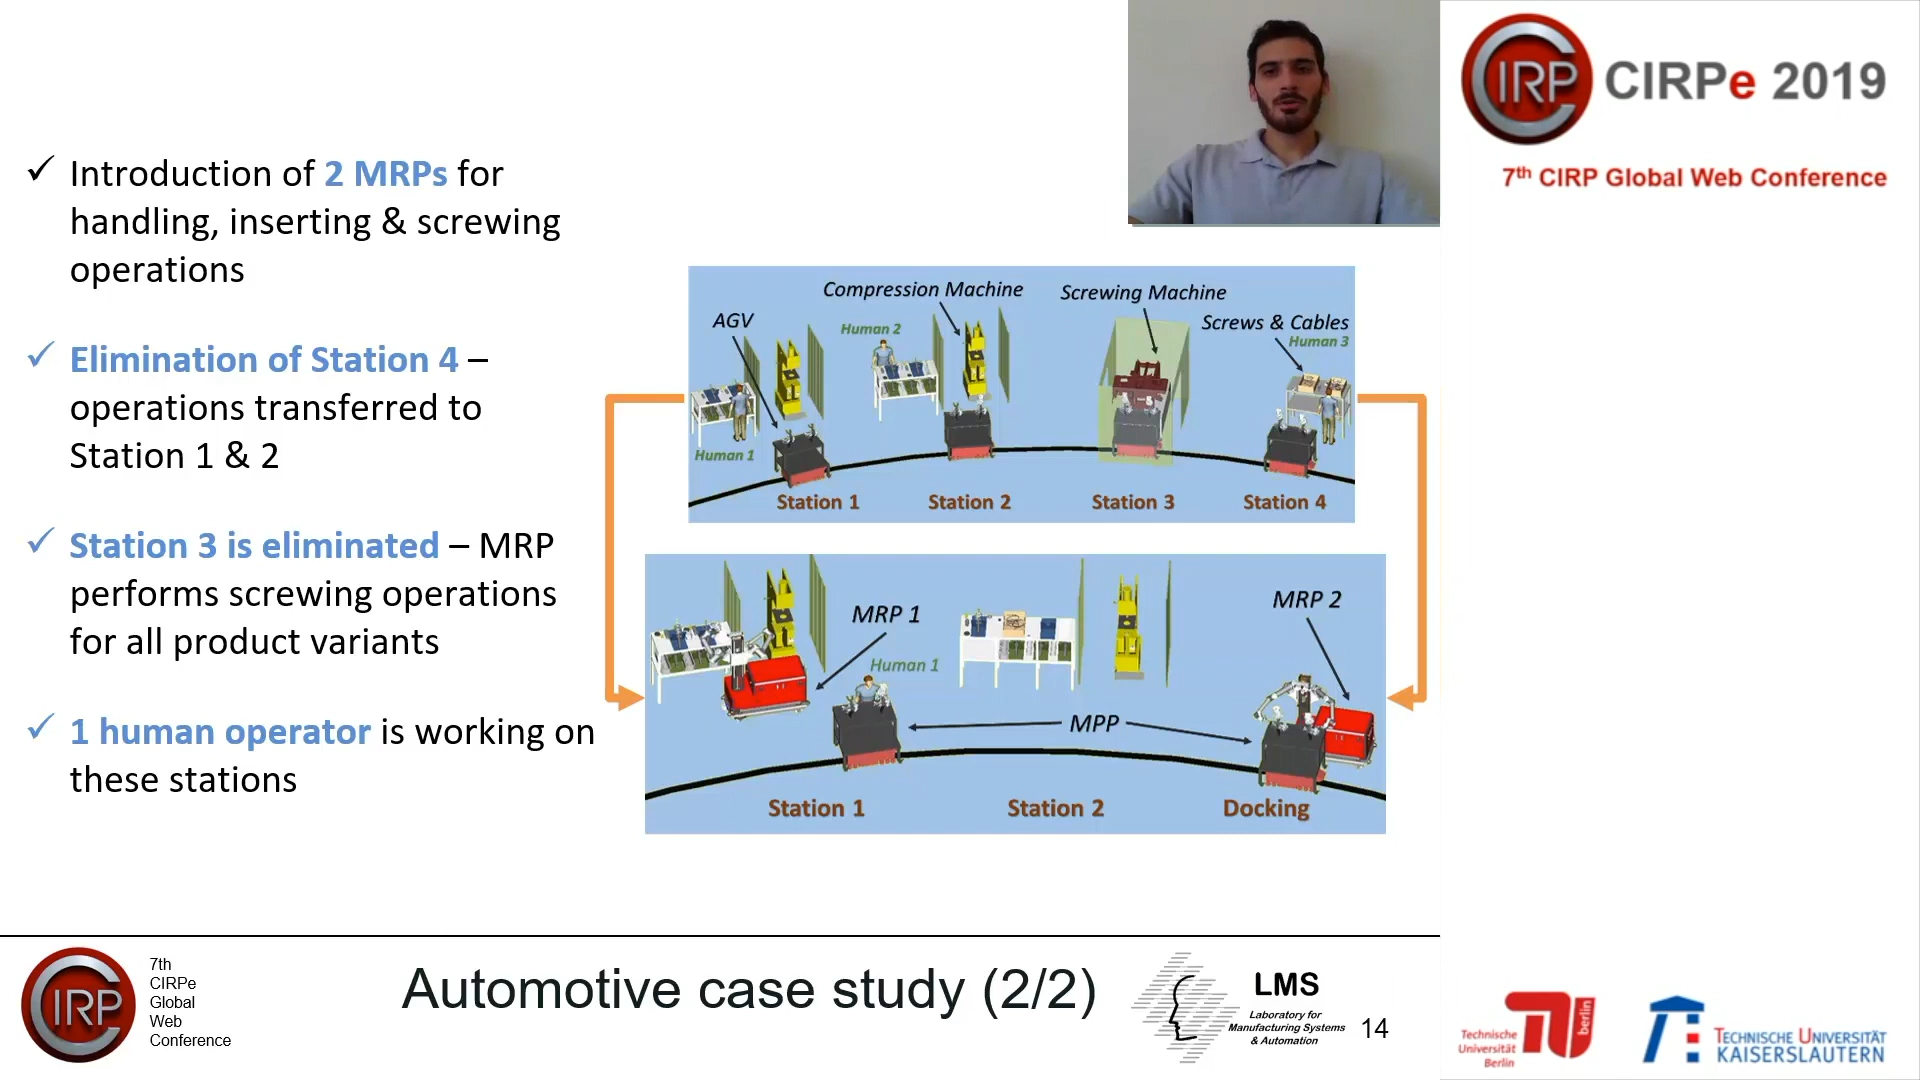 ✓ Introduction of 2 MRPs for
handling, inserting & screwing
operations
✓ Elimination of Station 4 –
operations transferred to
Station 1 & 2
✓ Station 3 is eliminated – MRP
performs screwing operations
for all product variants
✓ 1 human operator is working on
these stations
Compression Machine
Screwing Machine
AGV
Human 2
Screws & Cables
Human 3
Human 1
Station 1
Station 2
Station 3
Station 4
MRP 1
MRP 2
Human 1
MPP
Station 1
Station 2
Docking
CIRP
CIRPe 2019
7th CIRP Global Web Conference
CIRP
7th
CIRPe
Global
Web
Conference
Automotive case study (2/2)
LMS
Laboratory for
Manufacturing Systems
& Automation
14
Technische
Universität
Berlin
berlin
TECHNISCHE UNIVERSITÄT
KAISERSLAUTERN